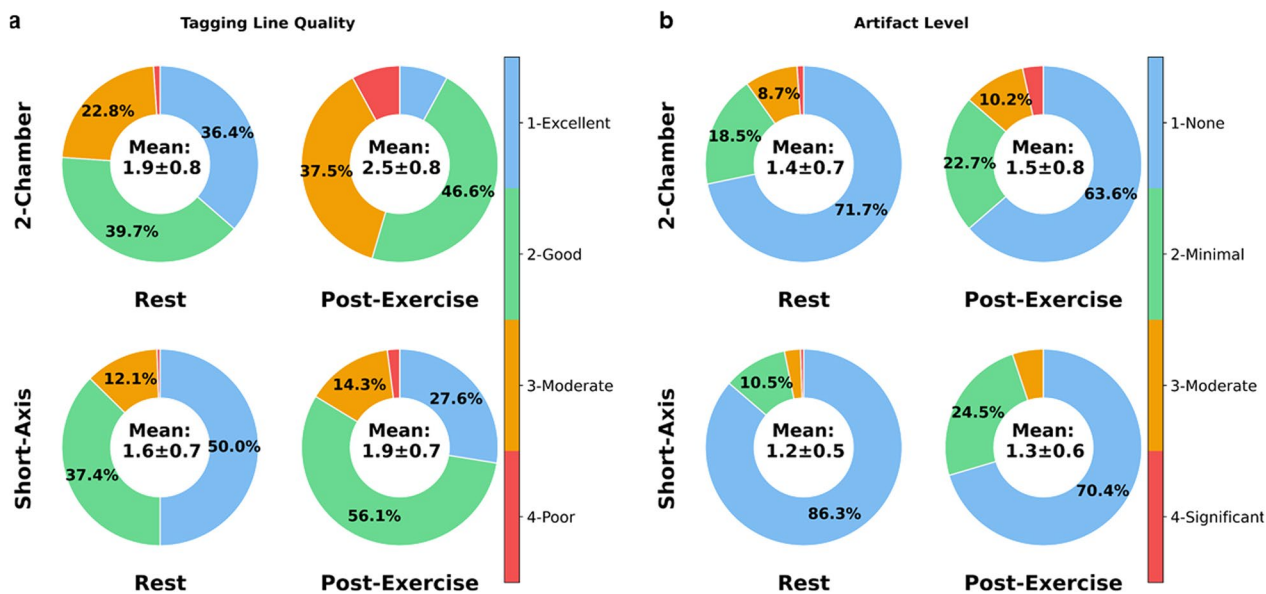 a
Tagging Line Quality
b
Artifact Level
2-Chamber
22.8%
36.4%
39.7%
Mean:
1.9±0.8
Rest
37.5%
46.6%
Mean:
2.5±0.8
Post-Exercise
Short-Axis
12.1%
50.0%
37.4%
Mean:
1.6±0.7
Rest
14.3%
27.6%
56.1%
Mean:
1.9±0.7
Post-Exercise
1-Excellent
2-Good
3-Moderate
4-Poor
2-Chamber
8.7%
18.5%
71.7%
Mean:
1.4±0.7
Rest
10.2%
22.7%
63.6%
Mean:
1.5±0.8
Post-Exercise
Short-Axis
10.5%
86.3%
Mean:
1.2±0.5
Rest
24.5%
70.4%
Mean:
1.3±0.6
Post-Exercise
1-None
2-Minimal
3-Moderate
4-Significant